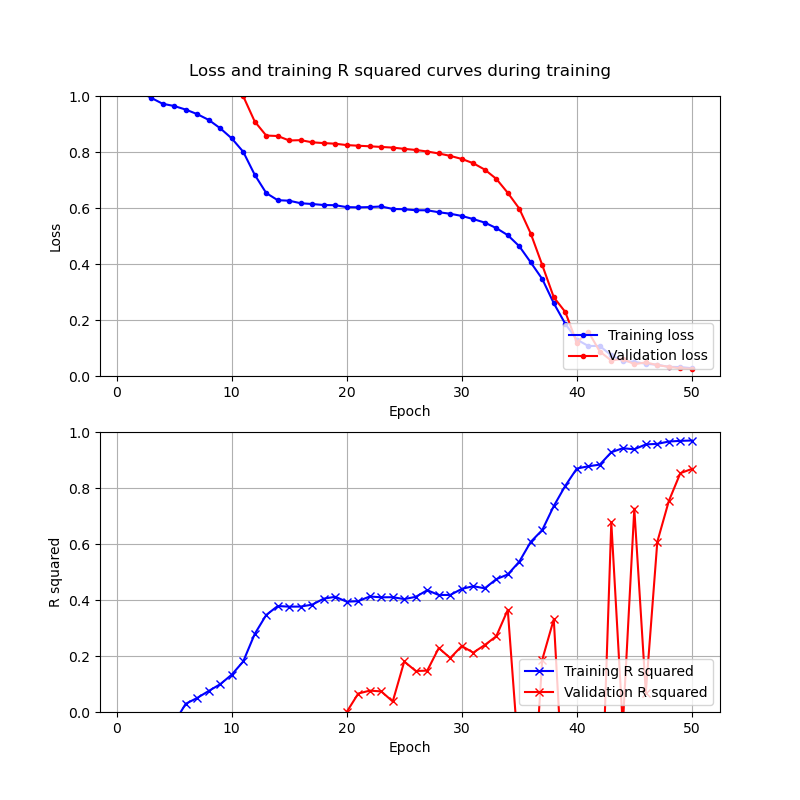 Loss and training R squared curves during training
1.0
0.8
0.6
0.4
0.2
0.0
Loss
Training loss
Validation loss
0 10 20 30 40 50
Epoch
1.0
0.8
0.6
0.4
0.2
0.0
R squared
Training R squared
Validation R squared
0 10 20 30 40 50
Epoch